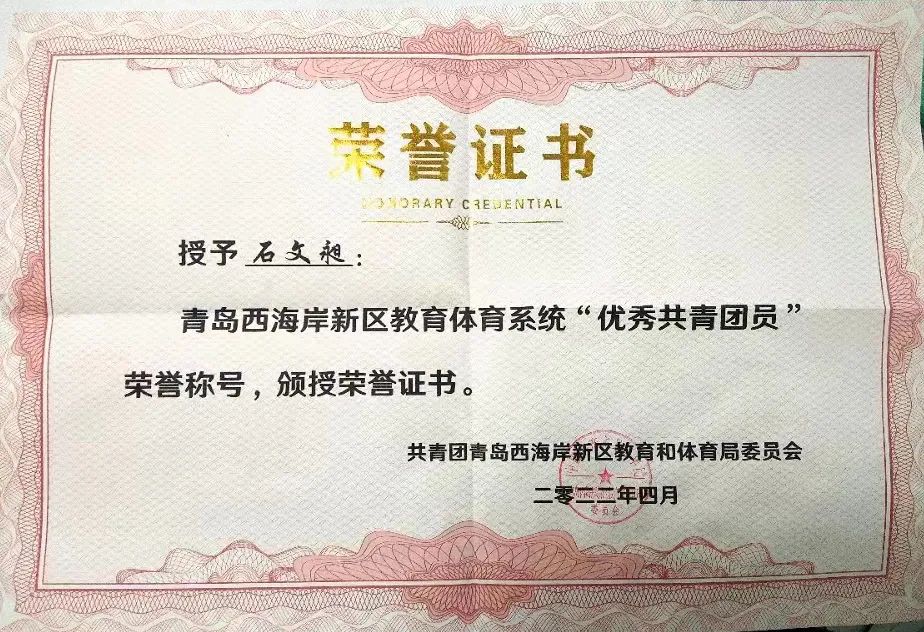 荣誉证书
HONORARY CREDENTIAL
授予 石文昶：
青岛西海岸新区教育体育系统“优秀共青团员”
荣誉称号，颁授荣誉证书。
共青团青岛西海岸新区教育和体育局委员会
二零二二年四月
委员会